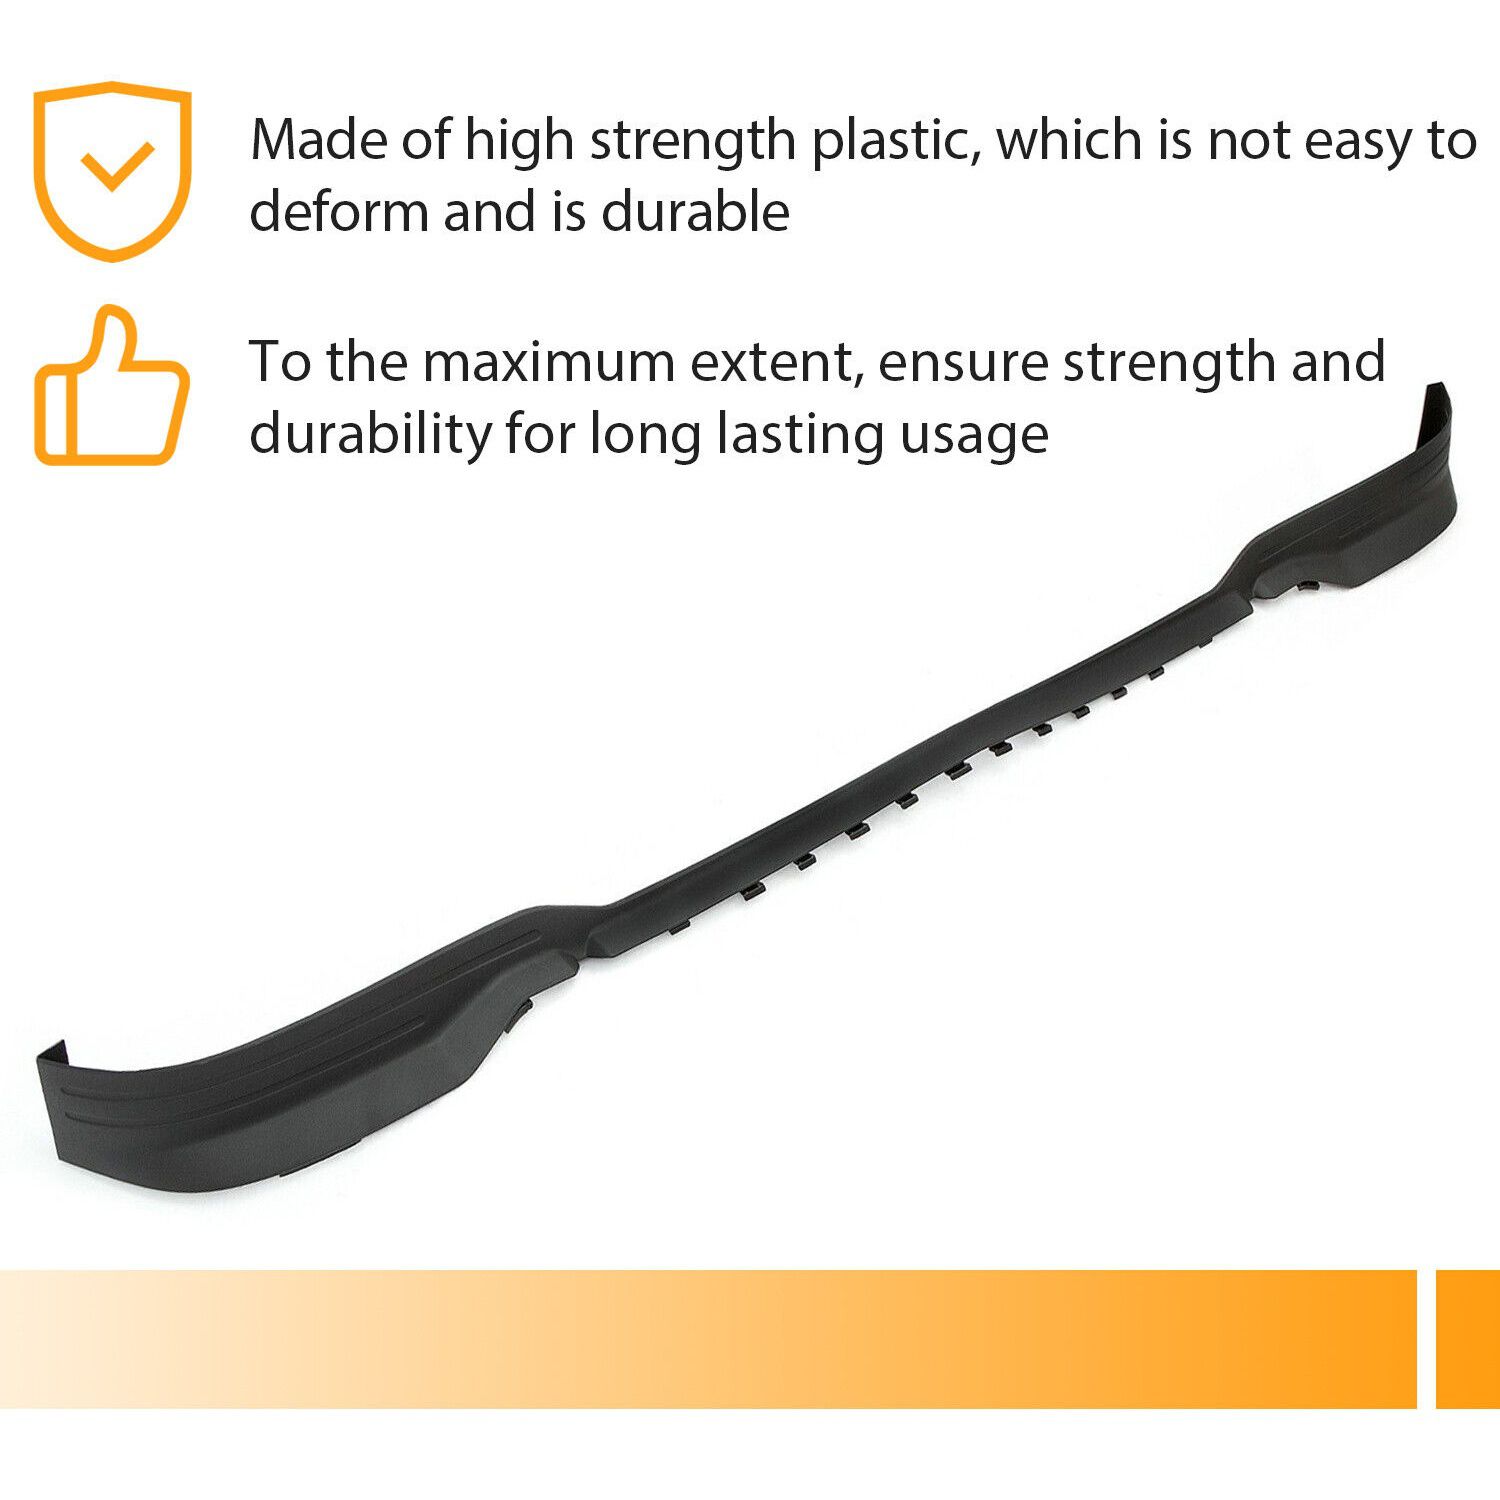 Made of high strength plastic, which is not easy to
deform and is durable
To the maximum extent, ensure strength and
durability for long lasting usage